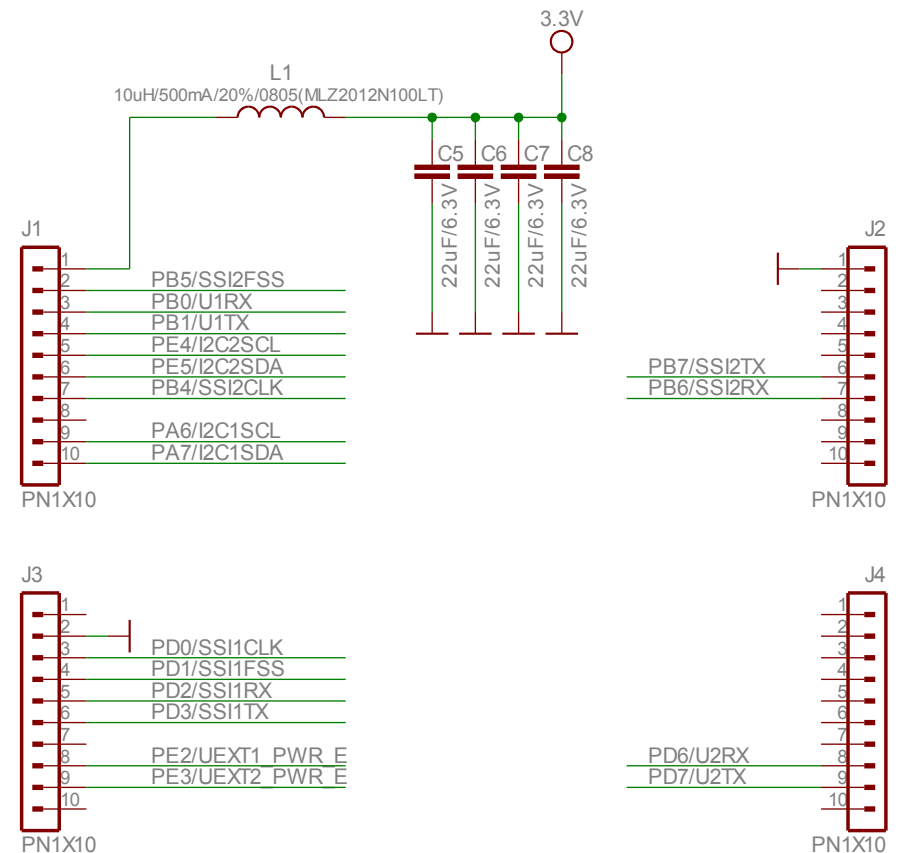 3.3V
L1
10uH/500mA/20%/0805(MLZ2012N100LT)
C5
C6
C7
C8
22uF/6.3V
22uF/6.3V
22uF/6.3V
22uF/6.3V
J1
1
2
PB5/SSI2FSS
3
PB0/U1RX
4
PB1/U1TX
5
PE4/I2C2SCL
6
PE5/I2C2SDA
7
PB4/SSI2CLK
8
9
PA6/I2C1SCL
10
PA7/I2C1SDA
PN1X10
J2
1
2
3
4
5
PB7/SSI2TX
6
PB6/SSI2RX
7
8
9
10
PN1X10
J3
1
2
3
PD0/SSI1CLK
4
PD1/SSI1FSS
5
PD2/SSI1RX
6
PD3/SSI1TX
7
8
PE2/UEXT1_PWR_E
9
PE3/UEXT2_PWR_E
10
PN1X10
J4
1
2
3
4
5
6
7
PD6/U2RX
8
PD7/U2TX
9
10
PN1X10